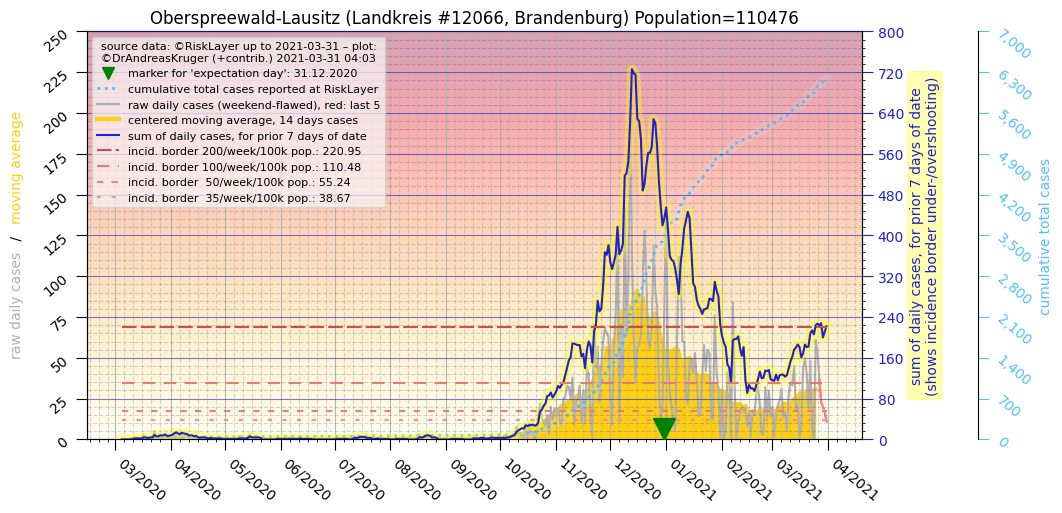 Oberspreewald-Lausitz (Landkreis #12066, Brandenburg) Population=110476
source data: ©RiskLayer up to 2021-03-31 – plot:
©DrAndreasKruger (+contrib.) 2021-03-31 04:03
marker for 'expectation day': 31.12.2020
cumulative total cases reported at RiskLayer
raw daily cases (weekend-flawed), red: last 5
centered moving average, 14 days cases
sum of daily cases, for prior 7 days of date
incid. border 200/week/100k pop.: 220.95
incid. border 100/week/100k pop.: 110.48
incid. border  50/week/100k pop.: 55.24
incid. border  35/week/100k pop.: 38.67
raw daily cases  /  moving average
250
225
200
175
150
125
100
75
50
25
0
03/2020
04/2020
05/2020
06/2020
07/2020
08/2020
09/2020
10/2020
11/2020
12/2020
01/2021
02/2021
03/2021
04/2021
800
720
640
560
480
400
320
240
160
80
0
sum of daily cases, for prior 7 days of date
(shows incidence border under-/overshooting)
7,000
6,300
5,600
4,900
4,200
3,500
2,800
2,100
1,400
700
0
cumulative total cases